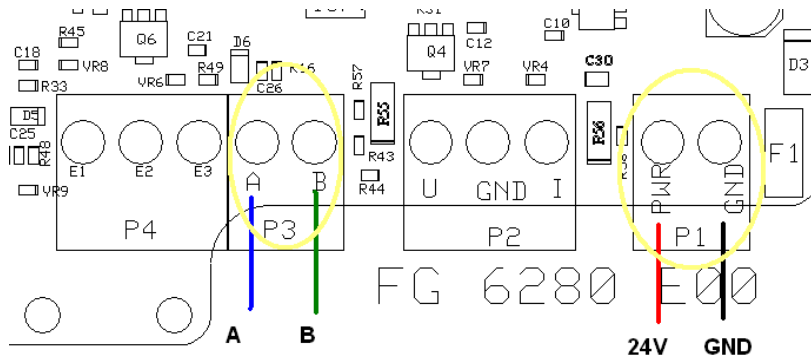 R45
Q6
C21
D6
R51
Q4
C12
C10
D3
C18
VR8
R33
VR6
R49
R16
C26
R57
VR7
VR4
C30
D5
C25
R48
R55
R56
F1
E1
E2
E3
A
B
R43
R44
R58
VR9
U
GND
I
PWR
GND
P4
P3
P2
P1
FG 6280 E00
A
B
24V
GND